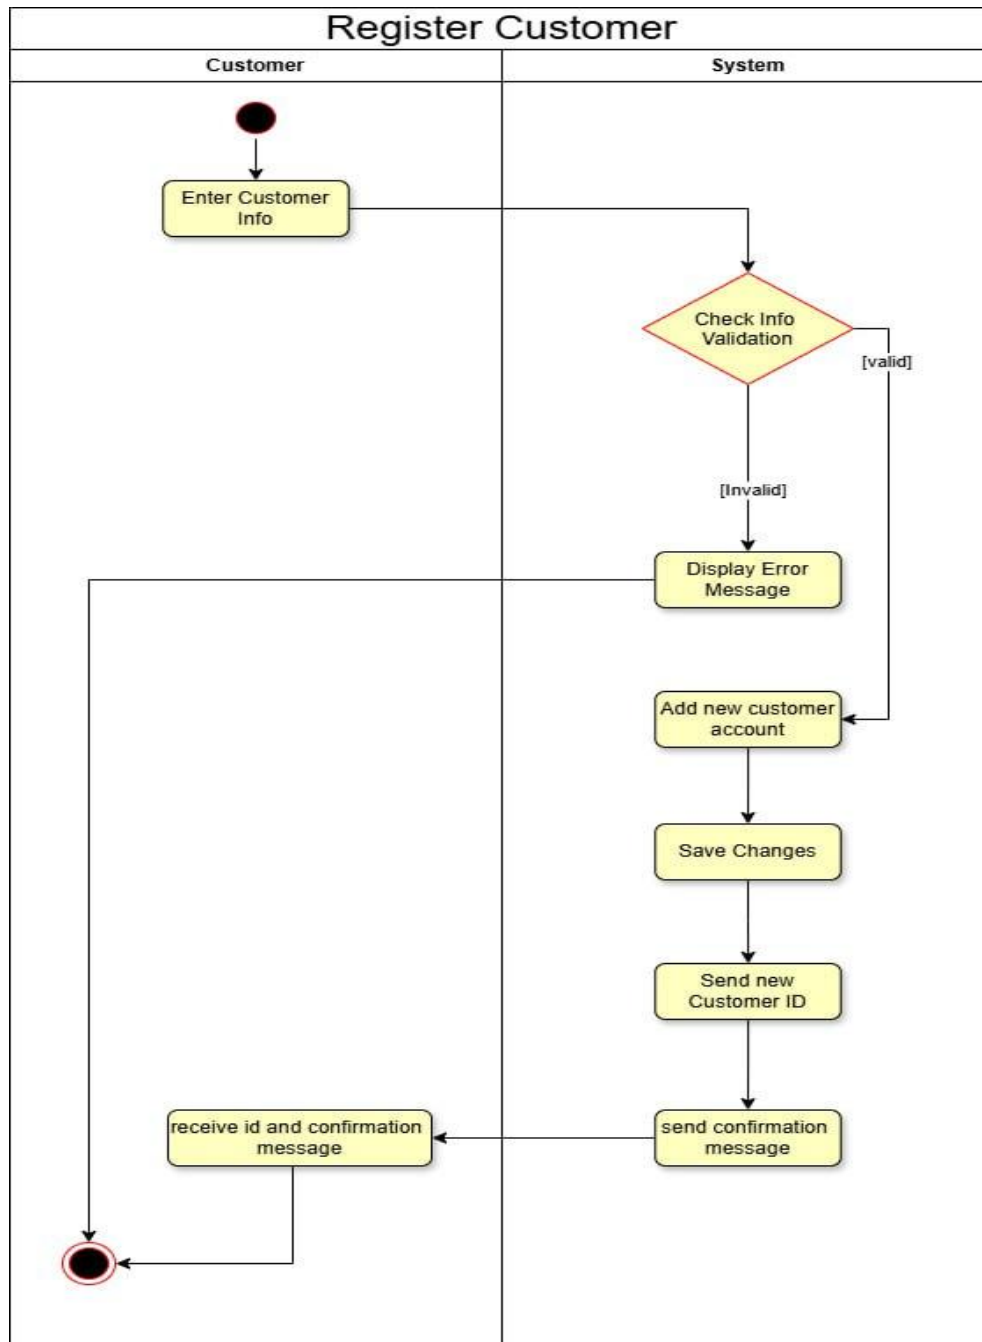 Register Customer
Customer
System
Enter Customer
Info
Check Info
Validation
[valid]
[Invalid]
Display Error
Message
Add new customer
account
Save Changes
Send new
Customer ID
receive id and confirmation
message
send confirmation
message